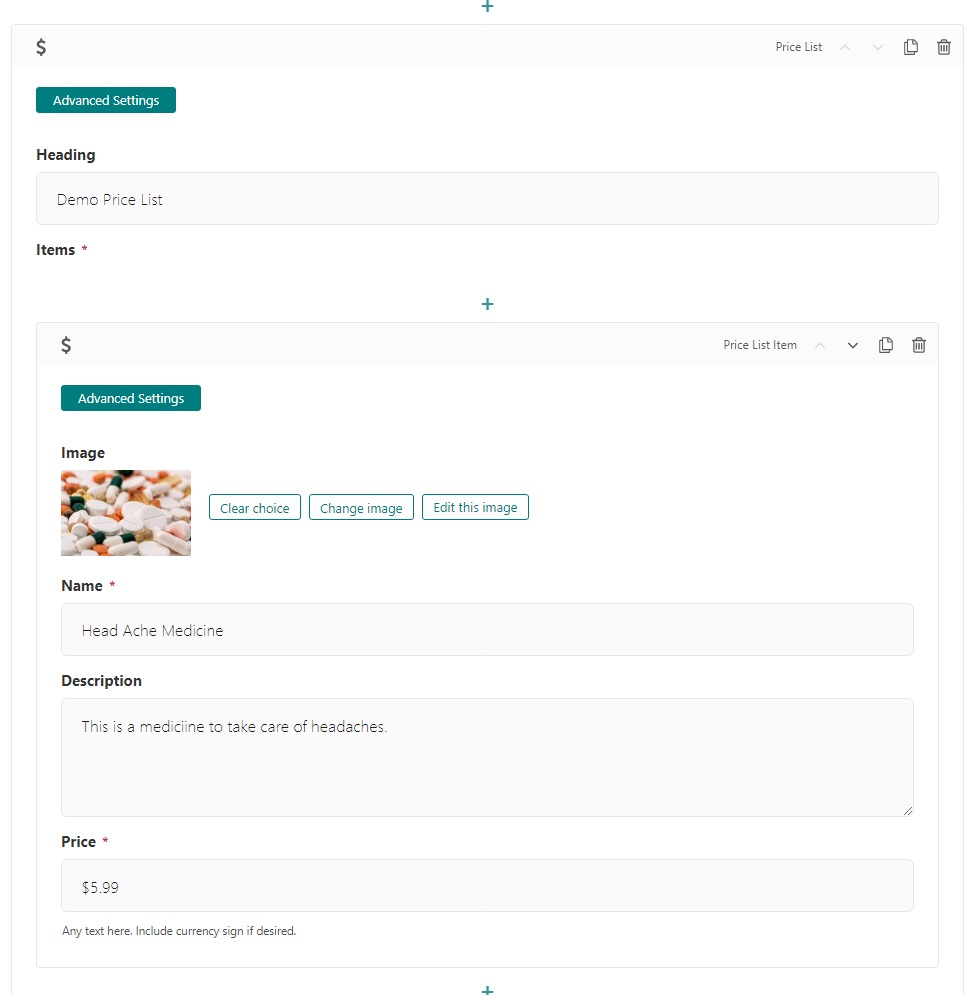 +
$ Price List
Advanced Settings
Heading
Demo Price List
Items *
+
$ Price List Item
Advanced Settings
Image
Clear choice Change image Edit this image
Name *
Head Ache Medicine
Description
This is a mediciine to take care of headaches.
Price *
$5.99
Any text here. Include currency sign if desired.
+